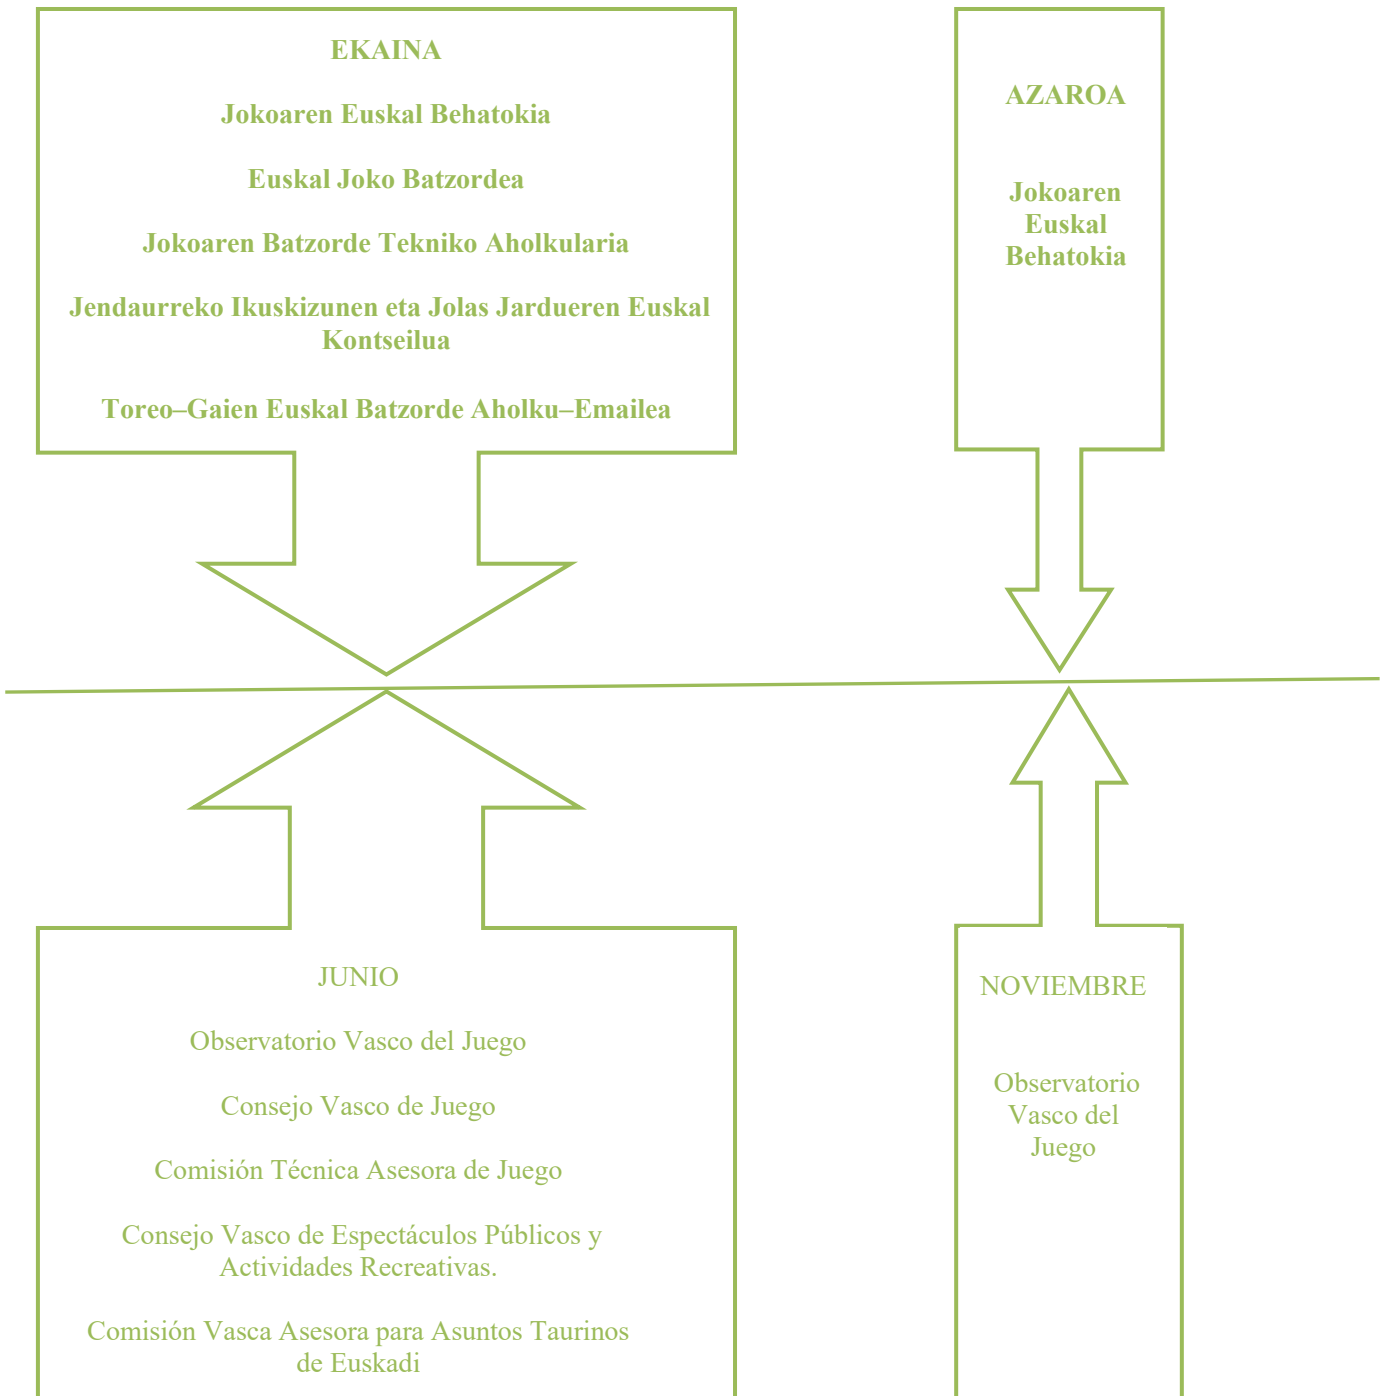 EKAINA
Jokoaren Euskal Behatokia
Euskal Joko Batzordea
Jokoaren Batzorde Tekniko Aholkularia
Jendaurreko Ikuskizunen eta Jolas Jardueren Euskal
Kontseilua
Toreo–Gaien Euskal Batzorde Aholku–Emailea
AZAROA
Jokoaren
Euskal
Behatokia
JUNIO
Observatorio Vasco del Juego
Consejo Vasco de Juego
Comisión Técnica Asesora de Juego
Consejo Vasco de Espectáculos Públicos y
Actividades Recreativas.
Comisión Vasca Asesora para Asuntos Taurinos
de Euskadi
NOVIEMBRE
Observatorio
Vasco del
Juego